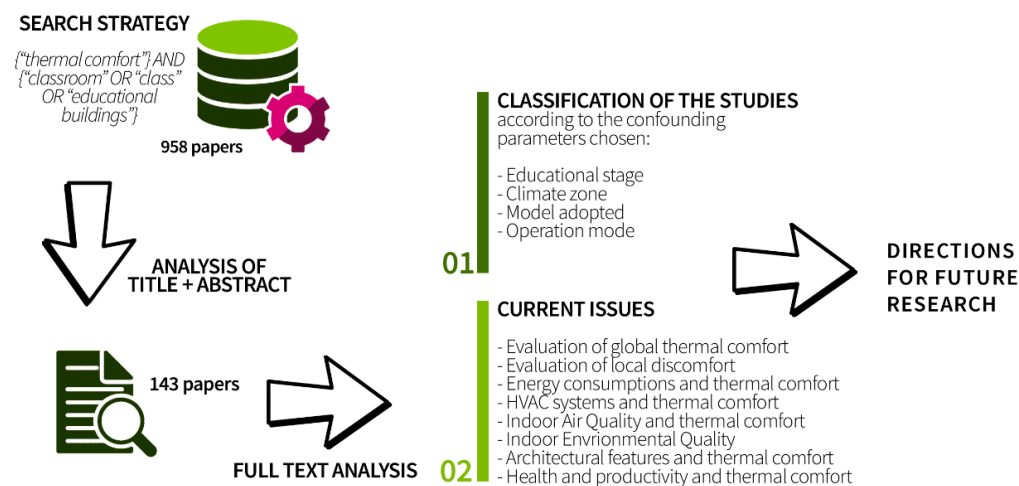 SEARCH STRATEGY
{“thermal comfort”} AND
{“classroom” OR “class”
OR “educational
buildings”}
958 papers
ANALYSIS OF
TITLE + ABSTRACT
143 papers
FULL TEXT ANALYSIS
01
CLASSIFICATION OF THE STUDIES
according to the confounding
parameters chosen:
- Educational stage
- Climate zone
- Model adopted
- Operation mode
02
CURRENT ISSUES
- Evaluation of global thermal comfort
- Evaluation of local discomfort
- Energy consumptions and thermal comfort
- HVAC systems and thermal comfort
- Indoor Air Quality and thermal comfort
- Indoor Envrionmental Quality
- Architectural features and thermal comfort
- Health and productivity and thermal comfort
DIRECTIONS
FOR FUTURE
RESEARCH